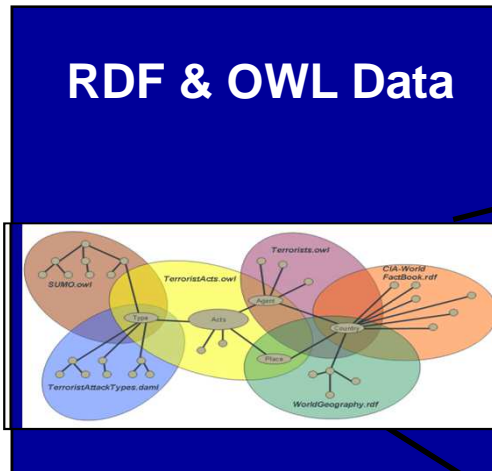 RDF & OWL Data
SUMO.owl
TerroristActs.owl
Terrorists.owl
CIA-World
FactBook.rdf
Type
Acts
Agent
Country
Place
TerroristAttackTypes.daml
WorldGeography.rdf